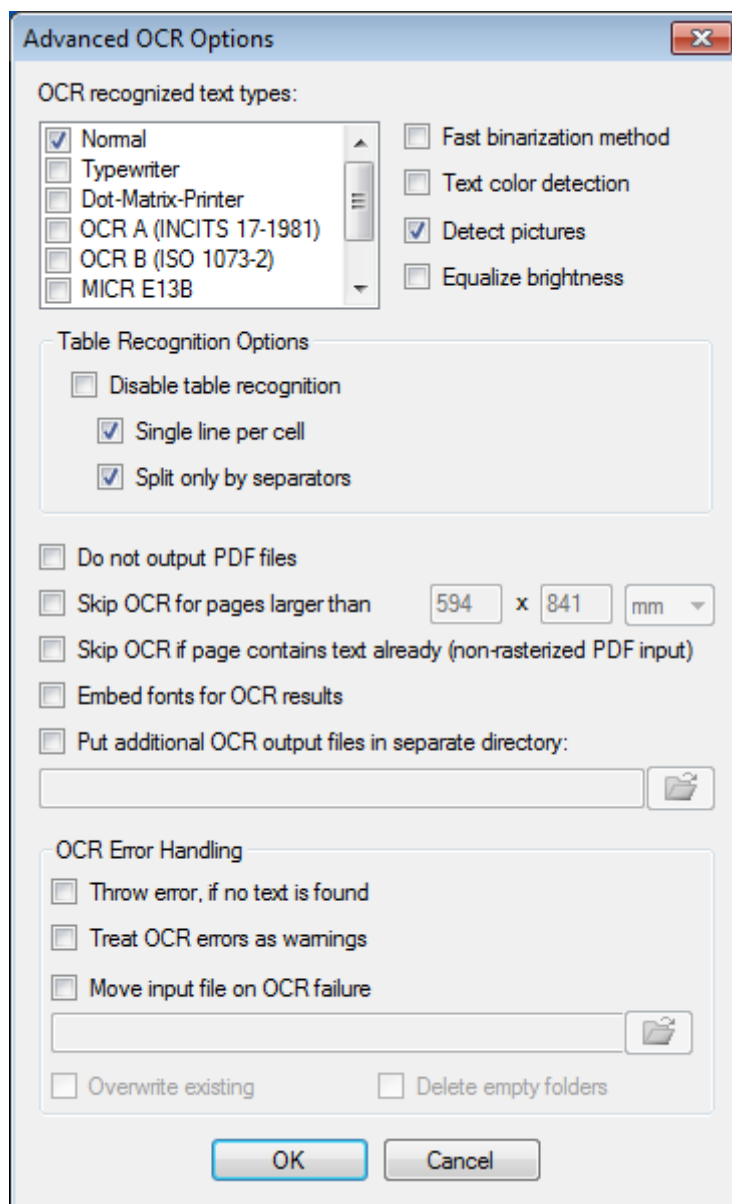 Advanced OCR Options
OCR recognized text types:
Normal
Typewriter
Dot-Matrix-Printer
OCR A (INCITS 17-1981)
OCR B (ISO 1073-2)
MICR E13B
Fast binarization method
Text color detection
Detect pictures
Equalize brightness
Table Recognition Options
Disable table recognition
Single line per cell
Split only by separators
Do not output PDF files
Skip OCR for pages larger than 594 x 841 mm
Skip OCR if page contains text already (non-rasterized PDF input)
Embed fonts for OCR results
Put additional OCR output files in separate directory:
OCR Error Handling
Throw error, if no text is found
Treat OCR errors as warnings
Move input file on OCR failure
Overwrite existing Delete empty folders
OK Cancel